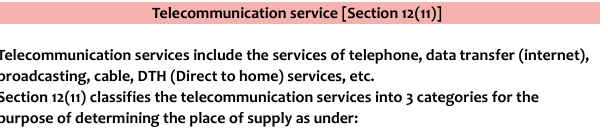 Telecommunication service [Section 12(11)]
Telecommunication services include the services of telephone, data transfer (internet),
broadcasting, cable, DTH (Direct to home) services, etc.
Section 12(11) classifies the telecommunication services into 3 categories for the
purpose of determining the place of supply as under: